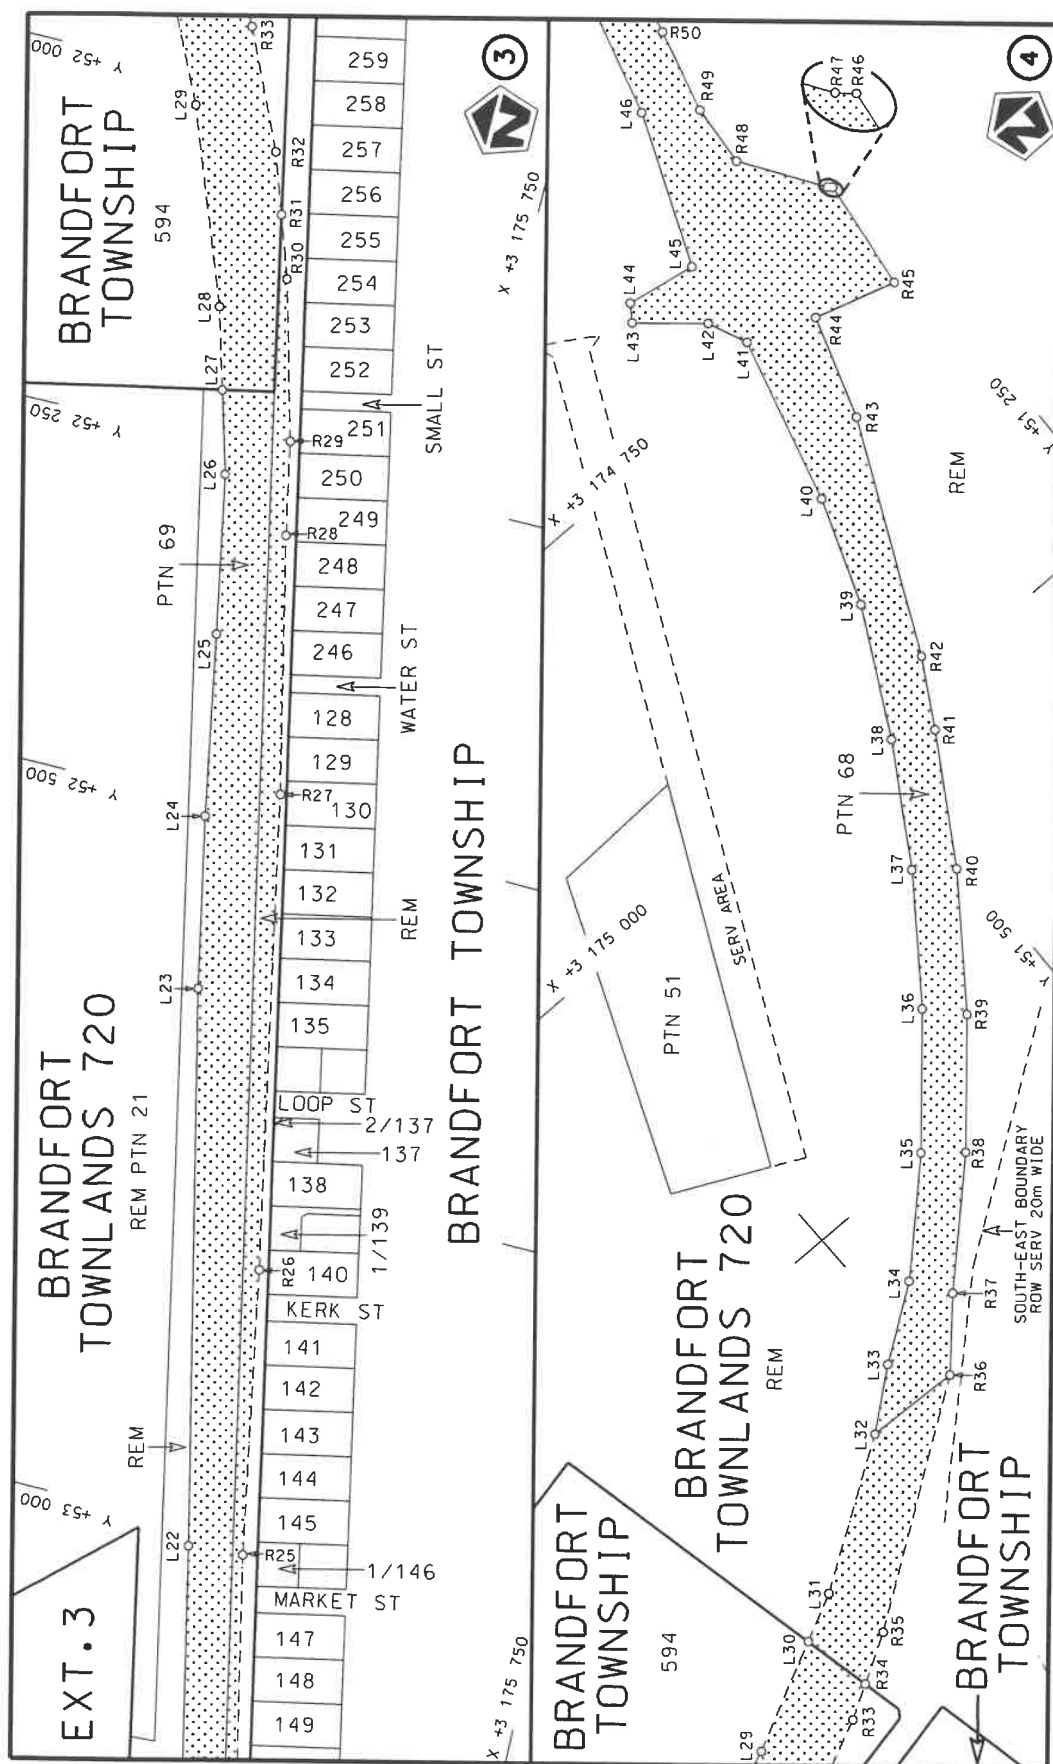 EXT.3
BRANDFORT
TOWNLANDS 720
REM PTN 21
REM
PTN 69
BRANDFORT
TOWNSHIP
594
Y +53 000
Y +52 500
Y +52 250
Y +52 000
L22
L23
L24
L25
L26
L27
L28
L29
R25
R26
R27
R28
R29
R30
R31
R32
R33
149
148
147
MARKET ST
1/146
145
144
143
142
141
KERK ST
140
1/139
138
137
2/137
LOOP ST
135
134
133
132
131
130
129
128
REM
WATER ST
246
247
248
249
250
251
SMALL ST
252
253
254
255
256
257
258
259
BRANDFORT TOWNSHIP
X +3 175 750
X +3 175 750
N
3
BRANDFORT
TOWNSHIP
594
BRANDFORT
TOWNLANDS 720
REM
PTN 51
SERV AREA
X +3 175 000
X +3 174 750
L29
L30
L31
L32
L33
L34
L35
L36
L37
L38
L39
L40
L41
L42
L43
L44
L45
L46
PTN 68
R33
R34
R35
R36
R37
R38
R39
R40
R41
R42
R43
R44
R45
R46
R47
R48
R49
R50
REM
SOUTH-EAST BOUNDARY
ROW SERV 20m WIDE
Y +51 500
Y +51 250
BRANDFORT
TOWNSHIP
N
4